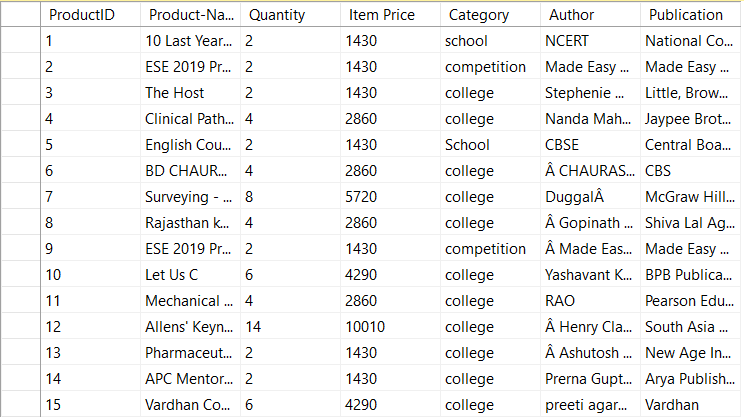 ProductID Product-Na... Quantity Item Price Category Author Publication
1 10 Last Year... 2 1430 school NCERT National Co...
2 ESE 2019 Pr... 2 1430 competition Made Easy ... Made Easy ...
3 The Host 2 1430 college Stephenie ... Little, Brow...
4 Clinical Path... 4 2860 college Nanda Mah... Jaypee Brot...
5 English Cou... 2 1430 School CBSE Central Boa...
6 BD CHAUR... 4 2860 college Â CHAURAS... CBS
7 Surveying - ... 8 5720 college DuggalÂ McGraw Hill...
8 Rajasthan k... 4 2860 college Â Gopinath ... Shiva Lal Ag...
9 ESE 2019 Pr... 2 1430 competition Â Made Eas... Made Easy ...
10 Let Us C 6 4290 college Yashavant K... BPB Publica...
11 Mechanical ... 4 2860 college RAO Pearson Edu...
12 Allens' Keyn... 14 10010 college Â Henry Cla... South Asia ...
13 Pharmaceut... 2 1430 college Â Ashutosh ... New Age In...
14 APC Mentor... 2 1430 college Prerna Gupt... Arya Publish...
15 Vardhan Co... 6 4290 college preeti agar... Vardhan